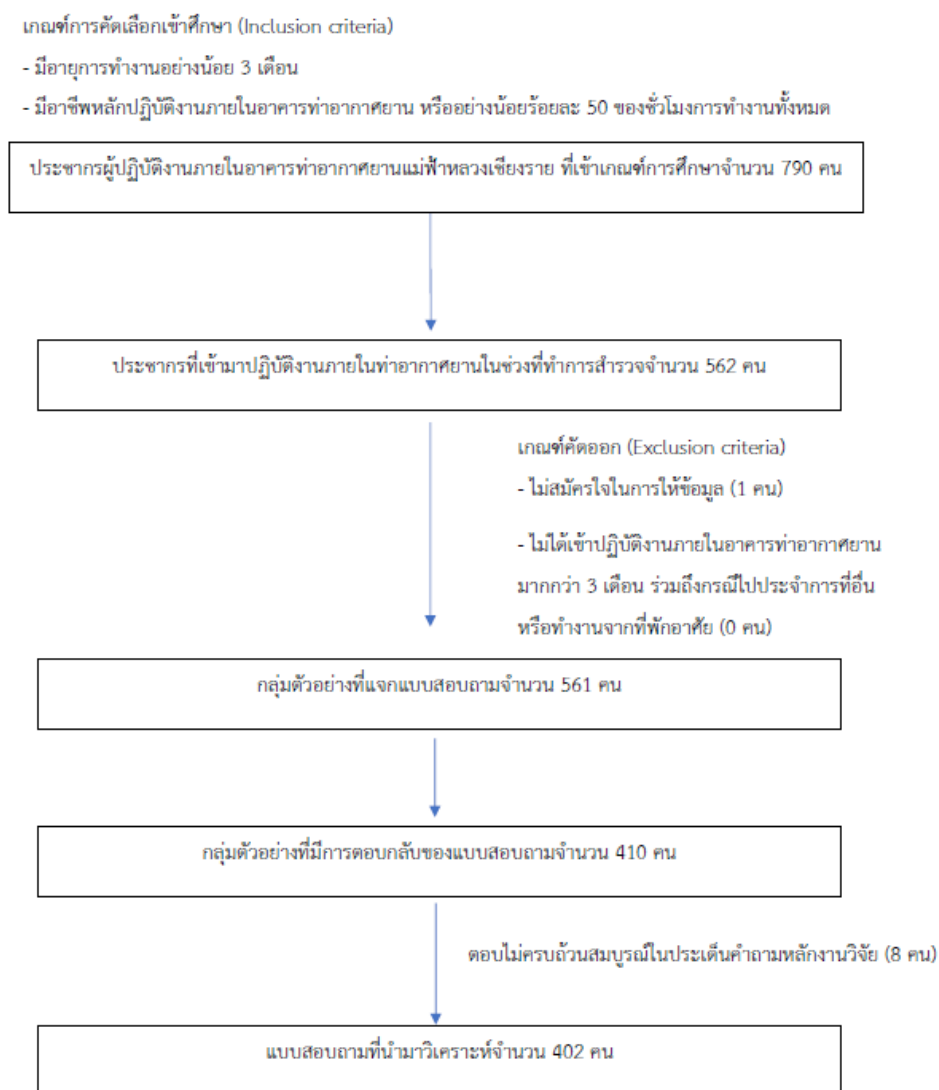 เกณฑ์การคัดเลือกเข้าศึกษา (Inclusion criteria)
- มีอายุการทำงานอย่างน้อย 3 เดือน
- มีอาชีพหลักปฏิบัติงานภายในอาคารท่าอากาศยาน หรืออย่างน้อยร้อยละ 50 ของชั่วโมงการทำงานทั้งหมด
ประชากรผู้ปฏิบัติงานภายในอาคารท่าอากาศยานแม่ฟ้าหลวงเชียงราย ที่เข้าเกณฑ์การศึกษาจำนวน 790 คน
ประชากรที่เข้ามาปฏิบัติงานภายในท่าอากาศยานในช่วงที่ทำการสำรวจจำนวน 562 คน
เกณฑ์คัดออก (Exclusion criteria)
- ไม่สมัครใจในการให้ข้อมูล (1 คน)
- ไม่ได้เข้าปฏิบัติงานภายในอาคารท่าอากาศยาน
มากกว่า 3 เดือน ร่วมถึงกรณีไปประจำการที่อื่น
หรือทำงานจากที่พักอาศัย (0 คน)
กลุ่มตัวอย่างที่แจกแบบสอบถามจำนวน 561 คน
กลุ่มตัวอย่างที่มีการตอบกลับของแบบสอบถามจำนวน 410 คน
ตอบไม่ครบถ้วนสมบูรณ์ในประเด็นคำถามหลักงานวิจัย (8 คน)
แบบสอบถามที่นำมาวิเคราะห์จำนวน 402 คน